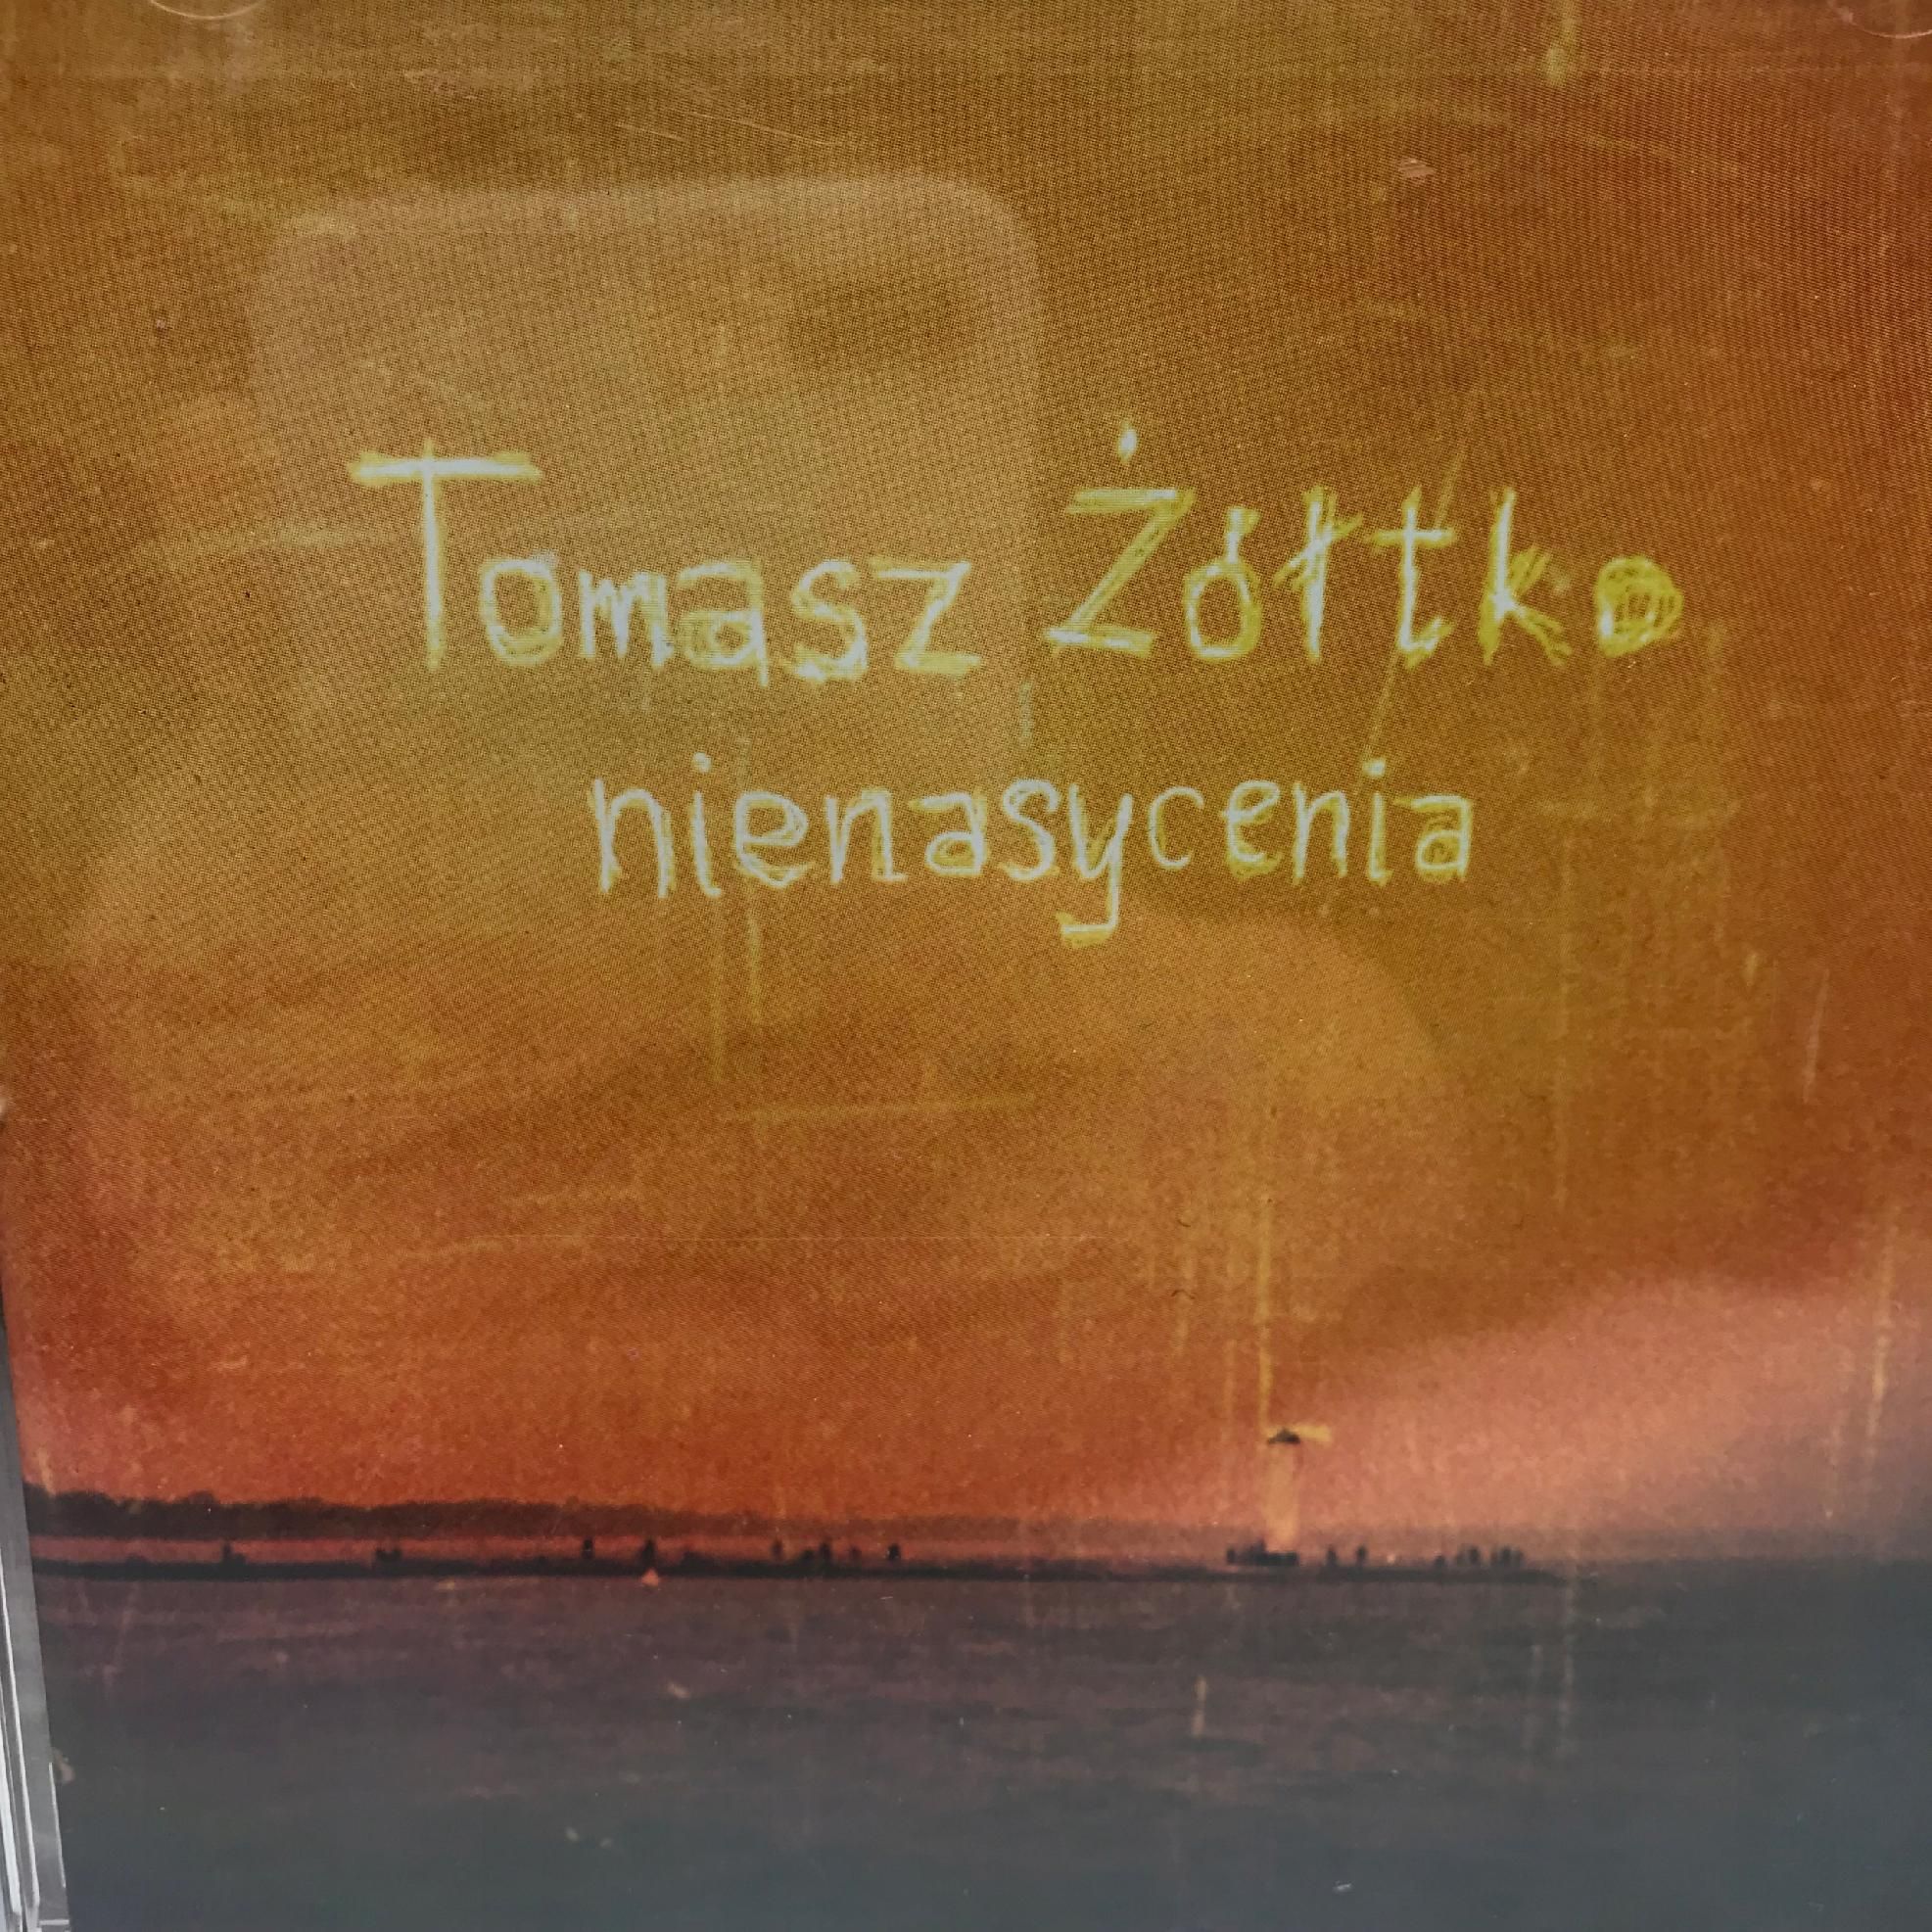 Tomasz Żółtko
nienasycenia